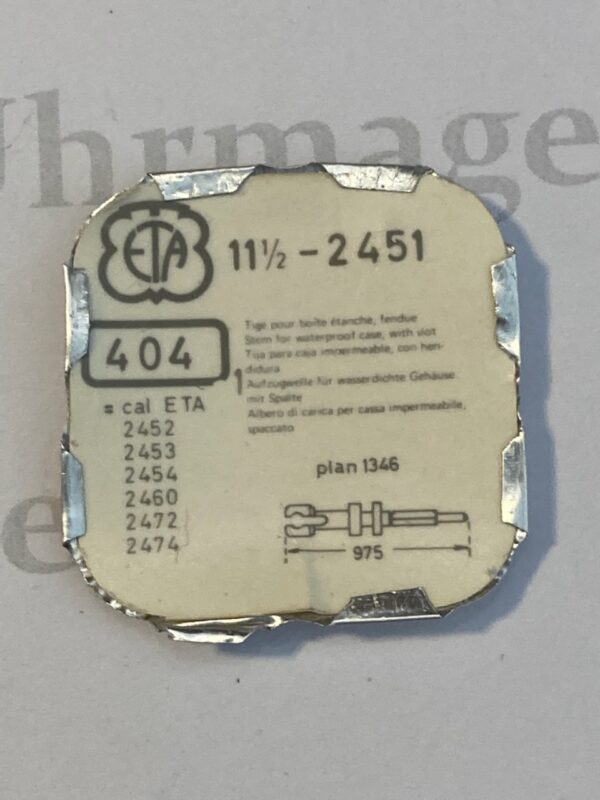 Uhrmage
ETA
11½ - 2451
404
1
Tige pour boîte étanche, fendue
Stem for waterproof case, with slot
Tija para caja impermeable, con hen-
didura
Aufzugwelle für wasserdichte Gehäuse
mit Spalte
Albero di carica per cassa impermeabile,
spaccato
= cal ETA
2452
2453
2454
2460
2472
2474
plan 1346
975